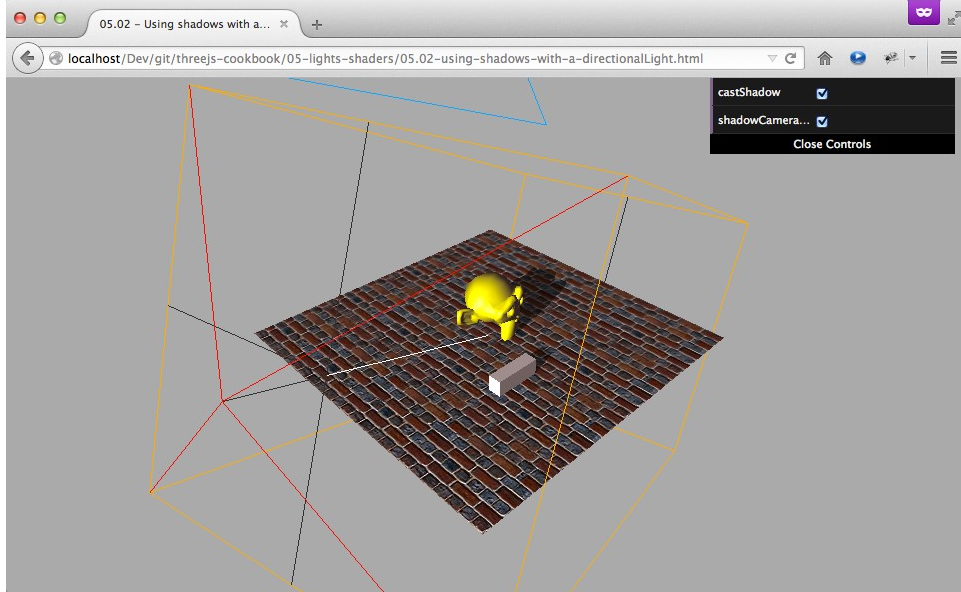 05.02 - Using shadows with a...
localhost/Dev/git/threejs-cookbook/05-lights-shaders/05.02-using-shadows-with-a-directionalLight.html
castShadow
shadowCamera...
Close Controls